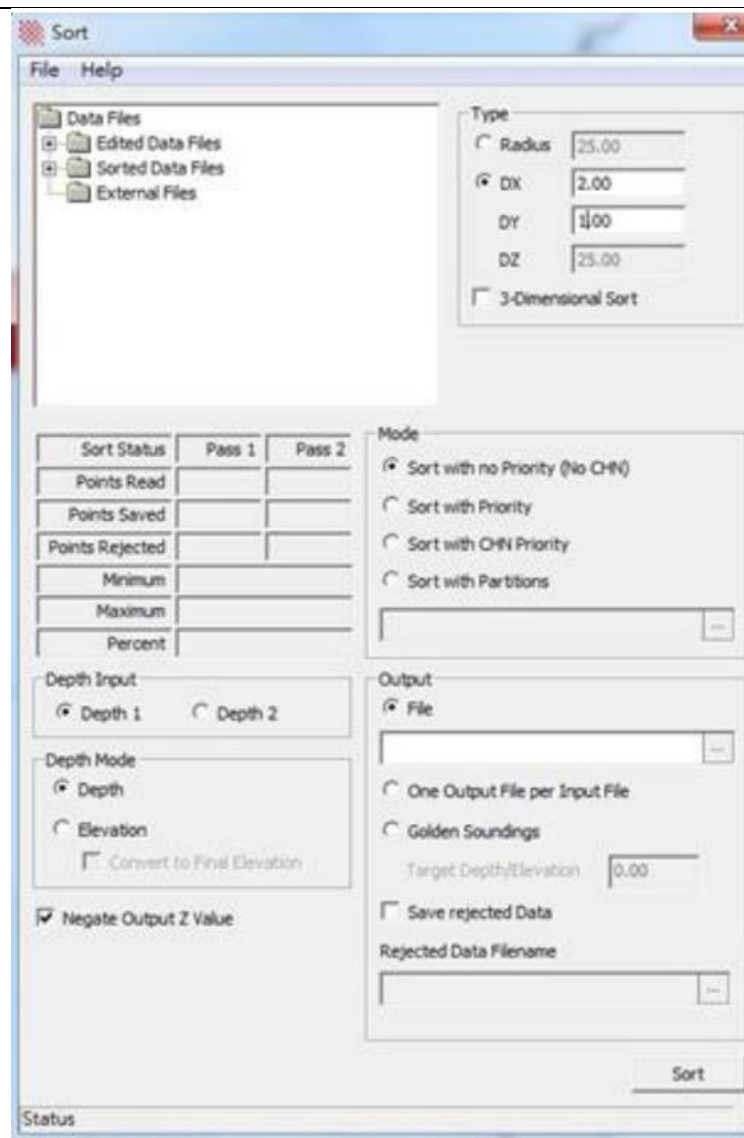 Sort
File Help
Data Files
Edited Data Files
Sorted Data Files
External Files
Type
Radius 25.00
DX 2.00
DY 1.00
DZ 25.00
3-Dimensional Sort
Sort Status Pass 1 Pass 2
Points Read
Points Saved
Points Rejected
Minimum
Maximum
Percent
Mode
Sort with no Priority (No CHN)
Sort with Priority
Sort with CHN Priority
Sort with Partitions
...
Depth Input
Depth 1 Depth 2
Depth Mode
Depth
Elevation
Convert to Final Elevation
Negate Output Z Value
Output
File
...
One Output File per Input File
Golden Soundings
Target Depth/Elevation 0.00
Save rejected Data
Rejected Data Filename
...
Sort
Status